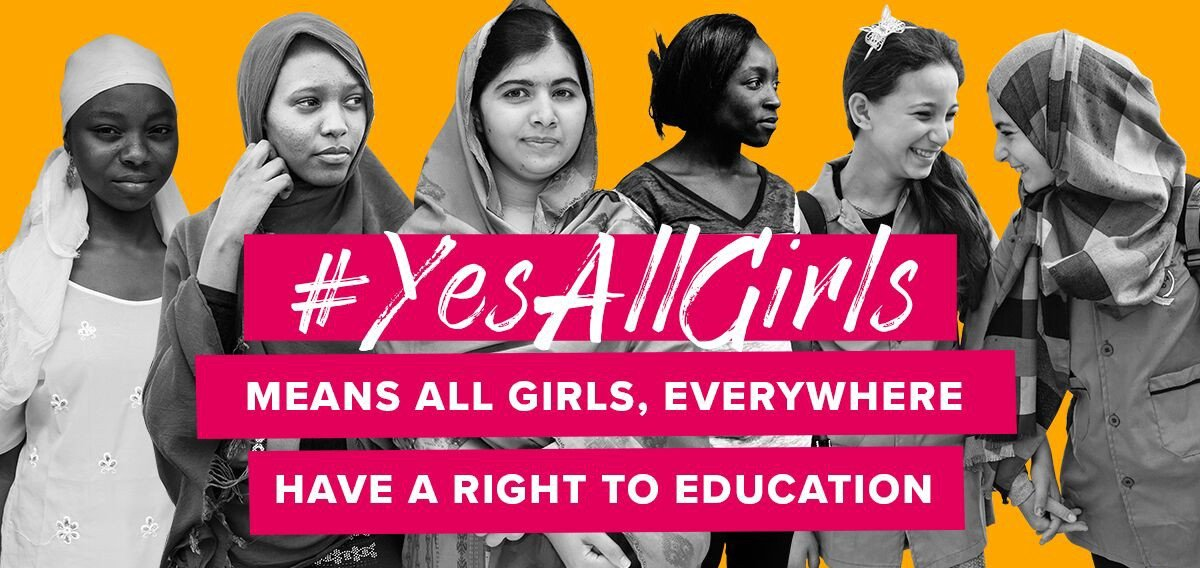 #YesAllGirls
MEANS ALL GIRLS, EVERYWHERE
HAVE A RIGHT TO EDUCATION